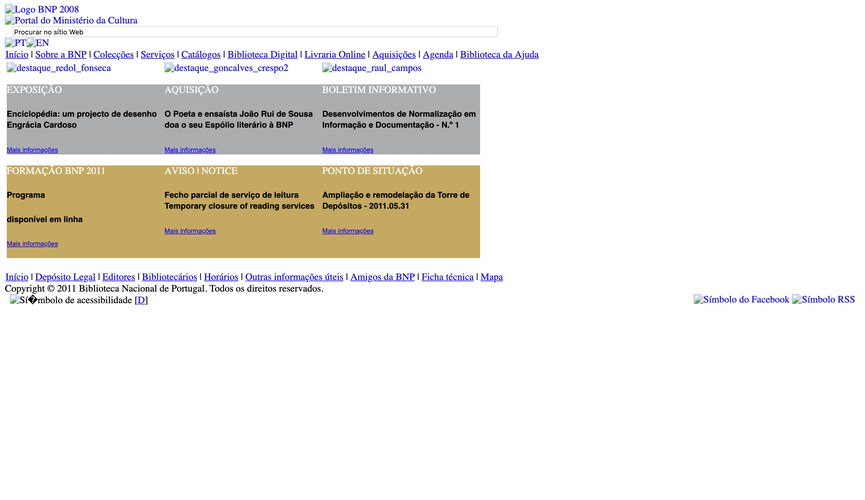 Logo BNP 2008
Portal do Ministério da Cultura
Procurar no sítio Web
PT EN
Início | Sobre a BNP | Colecções | Serviços | Catálogos | Biblioteca Digital | Livraria Online | Aquisições | Agenda | Biblioteca da Ajuda
destaque_redol_fonseca destaque_goncalves_crespo2 destaque_raul_campos
EXPOSIÇÃO
Enciclopédia: um projecto de desenho
Engrácia Cardoso
Mais informações
AQUISIÇÃO
O Poeta e ensaísta João Rui de Sousa
doa o seu Espólio literário à BNP
Mais informações
BOLETIM INFORMATIVO
Desenvolvimentos de Normalização em
Informação e Documentação - N.º 1
Mais informações
FORMAÇÃO BNP 2011
Programa
disponível em linha
Mais informações
AVISO | NOTICE
Fecho parcial de serviço de leitura
Temporary closure of reading services
Mais informações
PONTO DE SITUAÇÃO
Ampliação e remodelação da Torre de
Depósitos - 2011.05.31
Mais informações
Início | Depósito Legal | Editores | Bibliotecários | Horários | Outras informações úteis | Amigos da BNP | Ficha técnica | Mapa
Copyright © 2011 Biblioteca Nacional de Portugal. Todos os direitos reservados.
Sí�mbolo de acessibilidade [D] Símbolo do Facebook Símbolo RSS